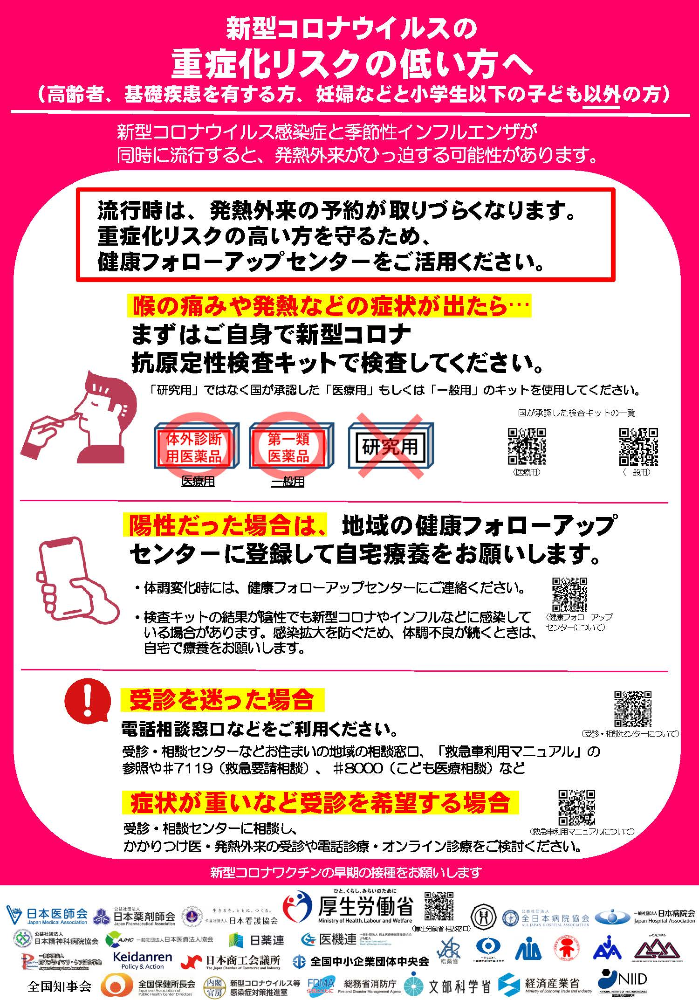 新型コロナウイルスの
重症化リスクの低い方へ
（高齢者、基礎疾患を有する方、妊婦などと小学生以下の子ども以外の方）
新型コロナウイルス感染症と季節性インフルエンザが
同時に流行すると、発熱外来がひっ迫する可能性があります。
流行時は、発熱外来の予約が取りづらくなります。
重症化リスクの高い方を守るため、
健康フォローアップセンターをご活用ください。
喉の痛みや発熱などの症状が出たら…
まずはご自身で新型コロナ
抗原定性検査キットで検査してください。
「研究用」ではなく国が承認した「医療用」もしくは「一般用」のキットを使用してください。
国が承認した検査キットの一覧
体外診断
用医薬品
第一類
医薬品
研究用
医療用
一般用
（医療用）
（一般用）
陽性だった場合は、地域の健康フォローアップ
センターに登録して自宅療養をお願いします。
・体調変化時には、健康フォローアップセンターにご連絡ください。
・検査キットの結果が陰性でも新型コロナやインフルなどに感染して
いる場合があります。感染拡大を防ぐため、体調不良が続くときは、
自宅で療養をお願いします。
（健康フォローアップ
センターについて）
受診を迷った場合
電話相談窓口などをご利用ください。
（受診・相談センターについて）
受診・相談センターなどお住まいの地域の相談窓口、「救急車利用マニュアル」の
参照や♯7119（救急要請相談）、♯8000（こども医療相談）など
症状が重いなど受診を希望する場合
受診・相談センターに相談し、
（救急車利用マニュアルについて）
かかりつけ医・発熱外来の受診や電話診療・オンライン診療をご検討ください。
新型コロナワクチンの早期の接種をお願いします
JMA
日本医師会
Japan Medical Association
公益社団法人
日本薬剤師会
Japan Pharmaceutical Association
生きるを、ともに、つくる。
公益社団法人 日本看護協会
ひと、くらし、みらいのために
厚生労働省
Ministry of Health, Labour and Welfare
（厚生労働省 相談窓口）
公益社団法人
全日本病院協会
ALL JAPAN HOSPITAL ASSOCIATION
一般社団法人 日本病院会
Japan Hospital Association
公益社団法人
日本精神科病院協会
AJHC 一般社団法人日本医療法人協会
日薬連
医機連
一般社団法人 日本医療機器産業連合会
JFMDA
The Japan Federation of
Medical Devices Associations
臨薬協
一般社団法人
日本医薬品卸売業連合会
JAPAN PEDIATRIC SOCIETY
JAPANESE SOCIETY FOR EMERGENCY MEDICINE
一般社団法人
日本プライマリ・ケア連合学会
Japan Primary Care Association
Keidanren
Policy & Action
日本商工会議所
The Japan Chamber of Commerce and Industry
全国中小企業団体中央会
全国知事会
全国保健所長会
Japanese Association of
Public Health Center Directors
内閣
官房
新型コロナウイルス等
感染症対策推進室
FDMA
住民とともに
総務省消防庁
Fire and Disaster Management Agency
文部科学省
経済産業省
Ministry of Economy, Trade and Industry
NIID
NATIONAL INSTITUTE OF INFECTIOUS DISEASES
国立感染症研究所